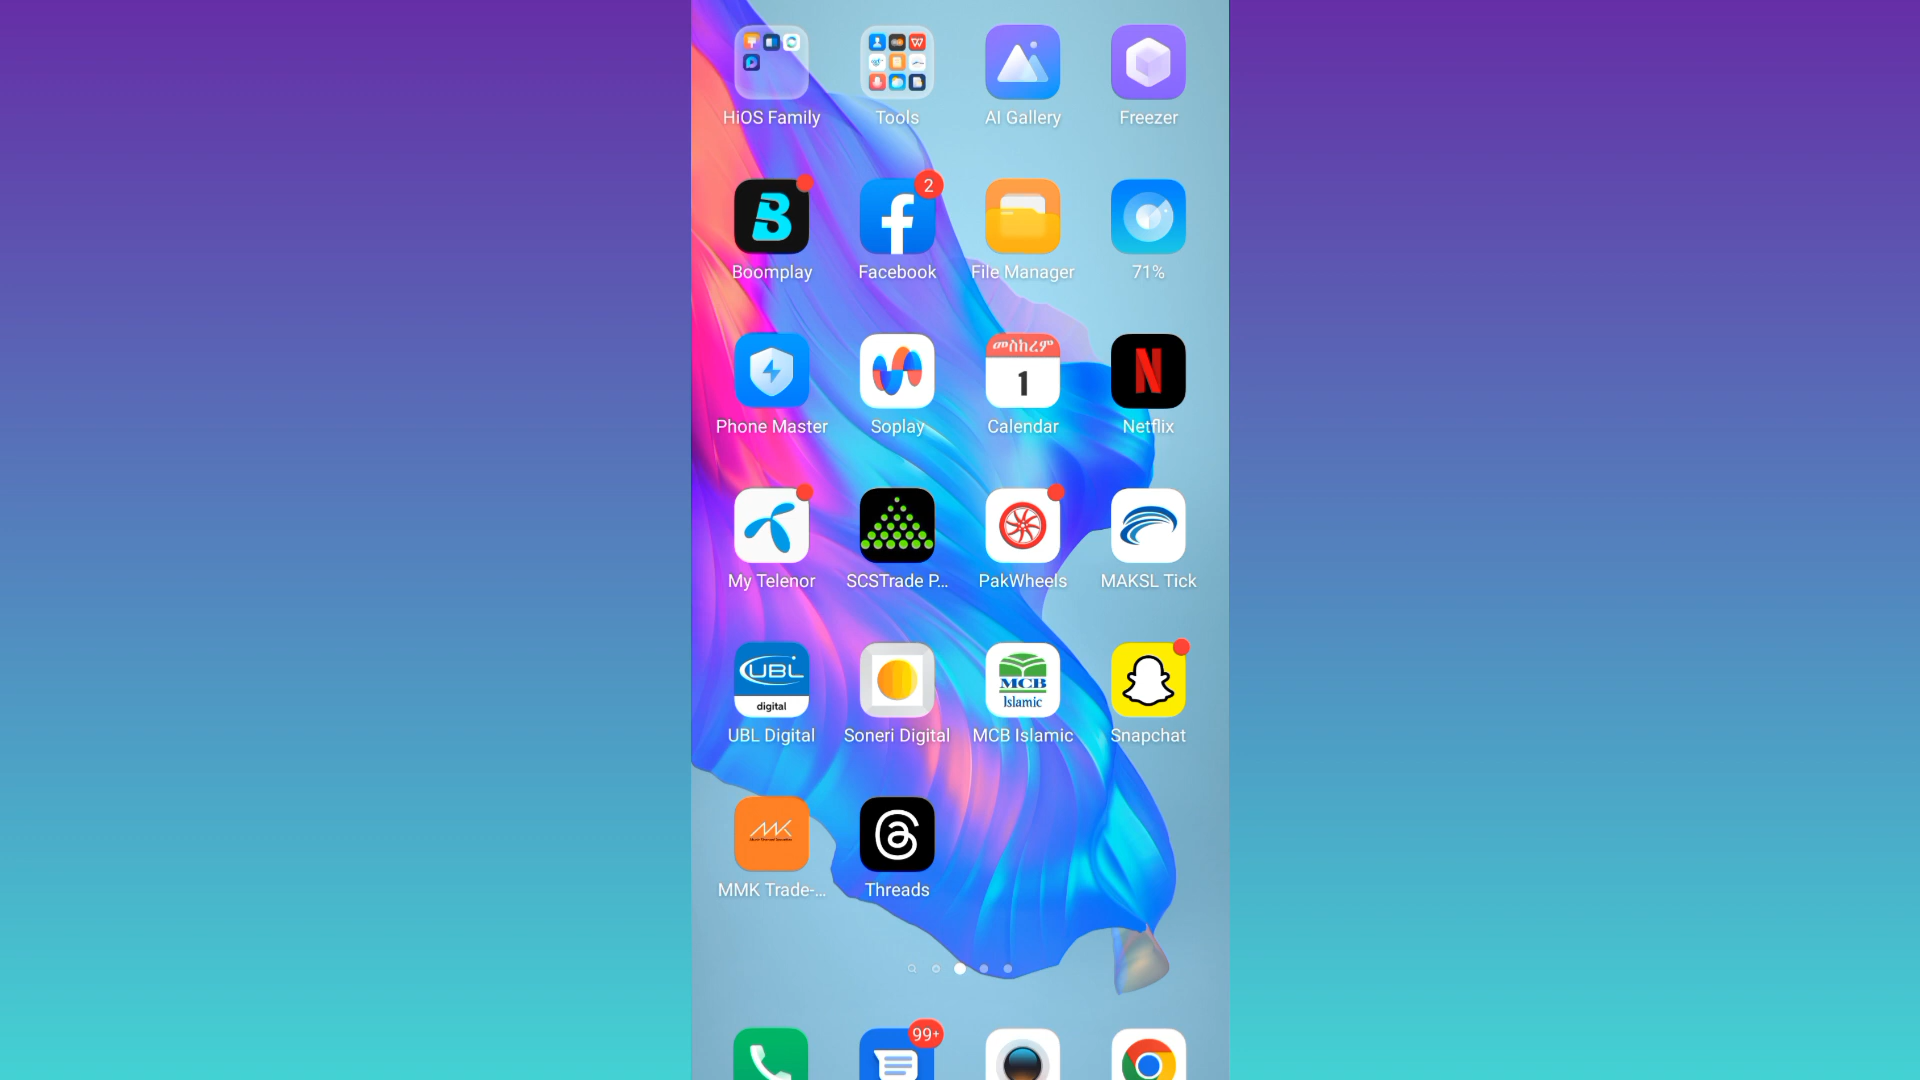 HiOS Family
Tools
AI Gallery
Freezer
2
Boomplay
Facebook
File Manager
71%
መስከረም
1
Phone Master
Soplay
Calendar
Netflix
My Telenor
SCSTrade P...
PakWheels
MAKSL Tick
UBL
digital
MCB
Islamic
UBL Digital
Soneri Digital
MCB Islamic
Snapchat
MMK Trade-...
Threads
99+